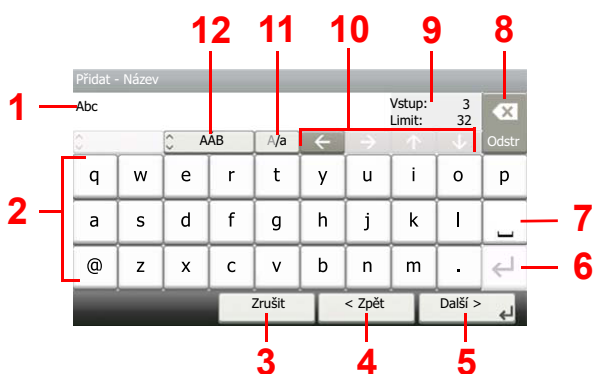 12 11 10 9 8
Přidat - Název
1 Abc Vstup: 3
Limit: 32
AAB A/a ← → ↑ ↓ Odstr
q w e r t y u i o p
2 a s d f g h j k l 7
@ z x c v b n m . 6
Zrušit < Zpět Další >
3 4 5